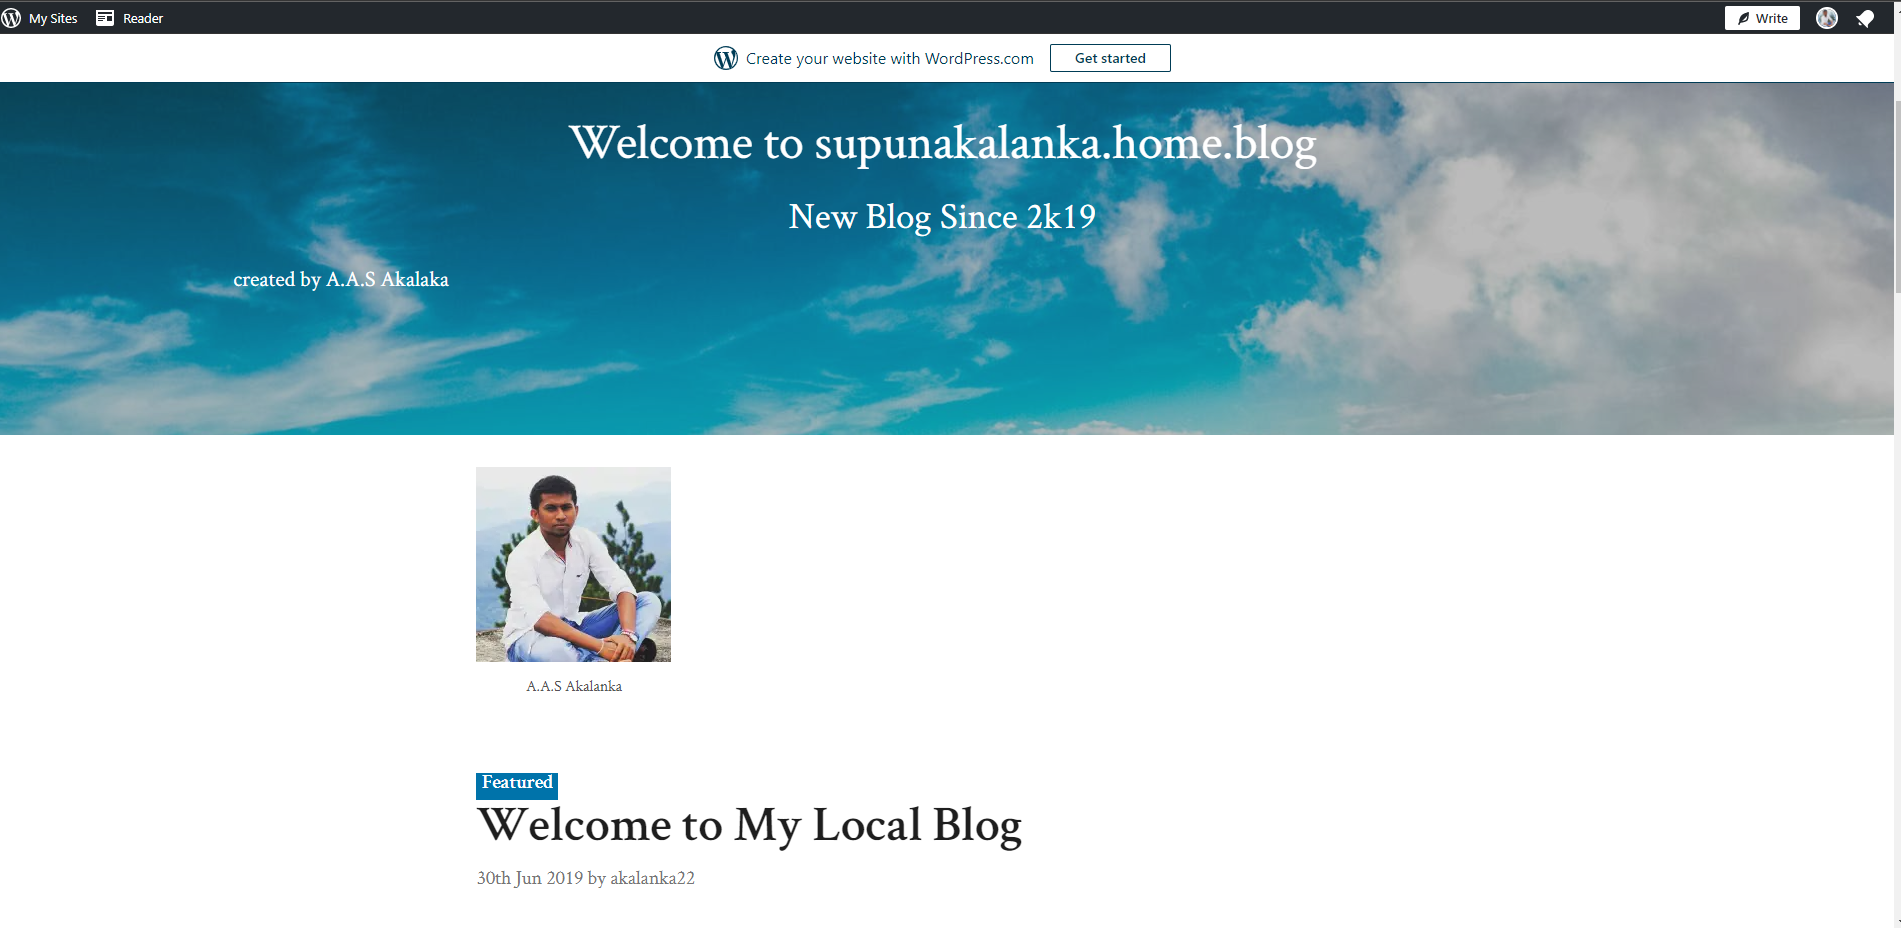 My Sites Reader Write
Create your website with WordPress.com Get started
Welcome to supunakalanka.home.blog
New Blog Since 2k19
created by A.A.S Akalaka
A.A.S Akalanka
Featured
Welcome to My Local Blog
30th Jun 2019 by akalanka22